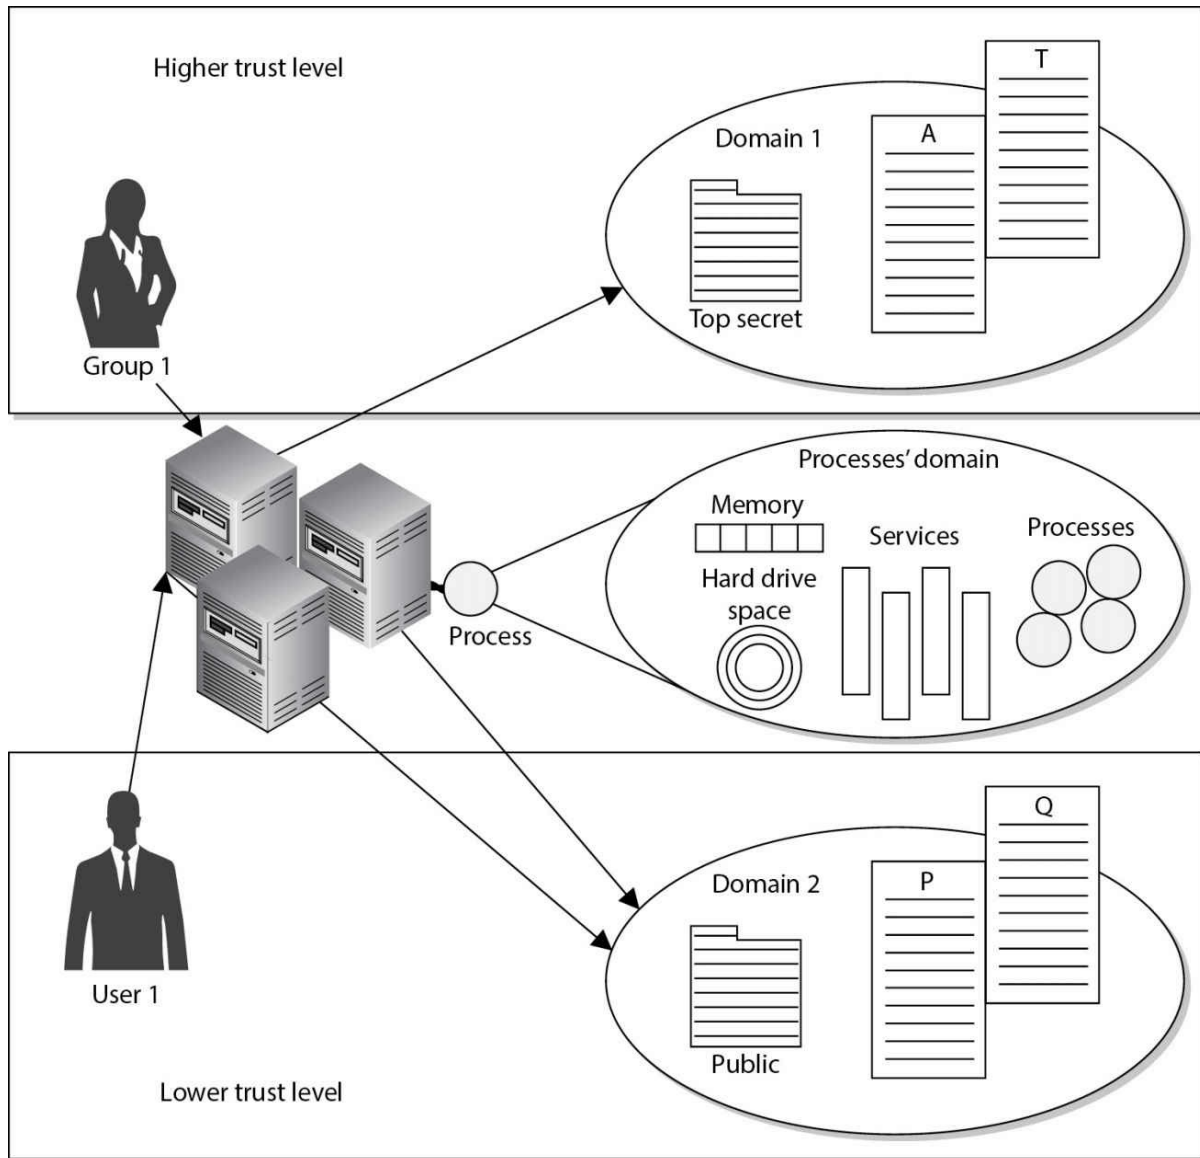 Higher trust level
T
A
Domain 1
Top secret
Group 1
Processes' domain
Memory
Services
Processes
Hard drive
space
Process
Q
P
Domain 2
Public
User 1
Lower trust level